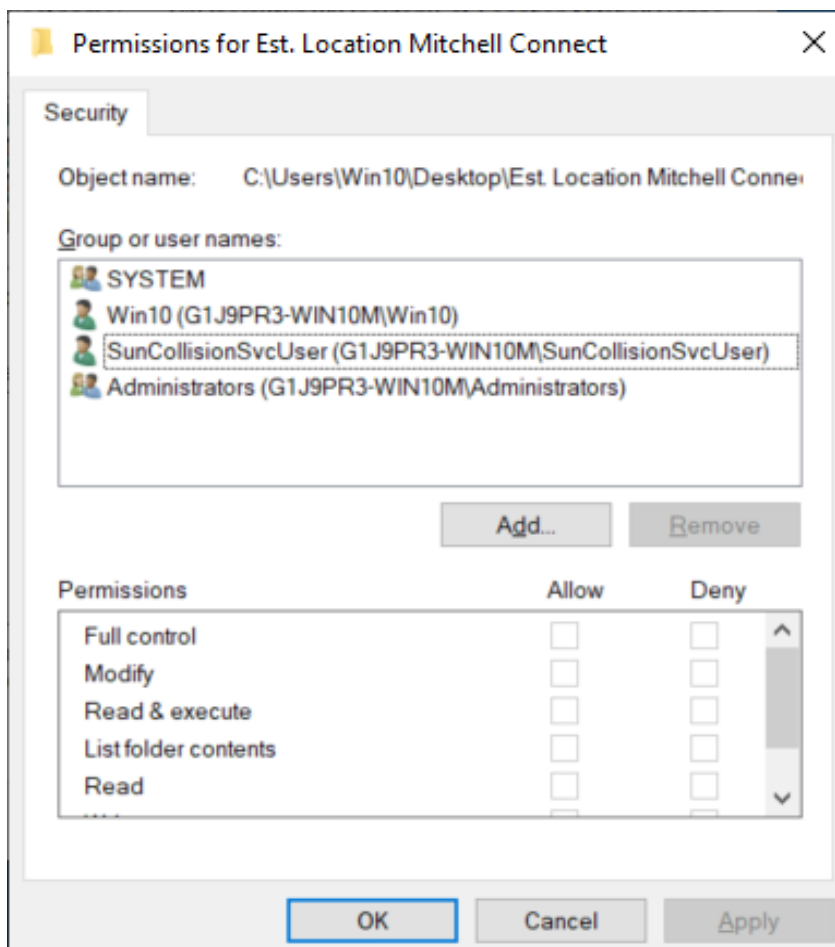 Permissions for Est. Location Mitchell Connect
Security
Object name: C:\Users\Win10\Desktop\Est. Location Mitchell Conne
Group or user names:
SYSTEM
Win10 (G1J9PR3-WIN10M\Win10)
SunCollisionSvcUser (G1J9PR3-WIN10M\SunCollisionSvcUser)
Administrators (G1J9PR3-WIN10M\Administrators)
Add... Remove
Permissions Allow Deny
Full control
Modify
Read & execute
List folder contents
Read
OK Cancel Apply